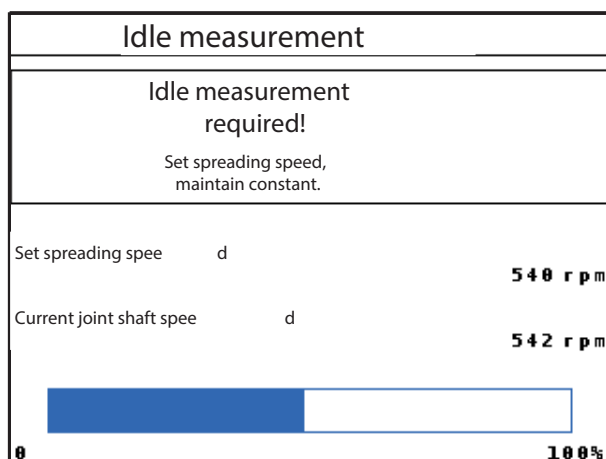 Idle measurement
Idle measurement
required!
Set spreading speed,
maintain constant.
Set spreading spee d
540 rpm
Current joint shaft spee d
542 rpm
0 100%